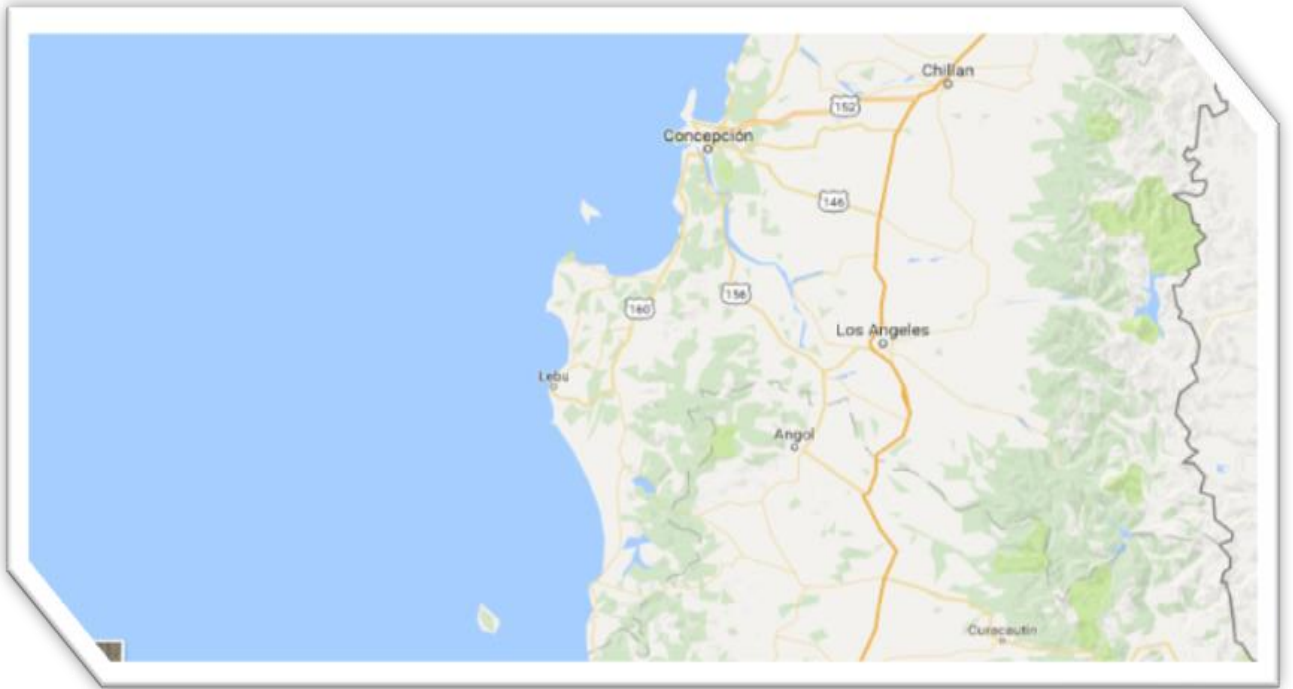 Chillan
152
Concepción
146
156
160
Los Angeles
Lebu
Angol
Curacautin